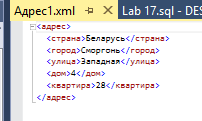 Адрес1.xml Lab 17.sql - DES
<адрес>
<страна>Беларусь</страна>
<город>Сморгонь</город>
<улица>Западная</улица>
<дом>4</дом>
<квартира>28</квартира>
</адрес>